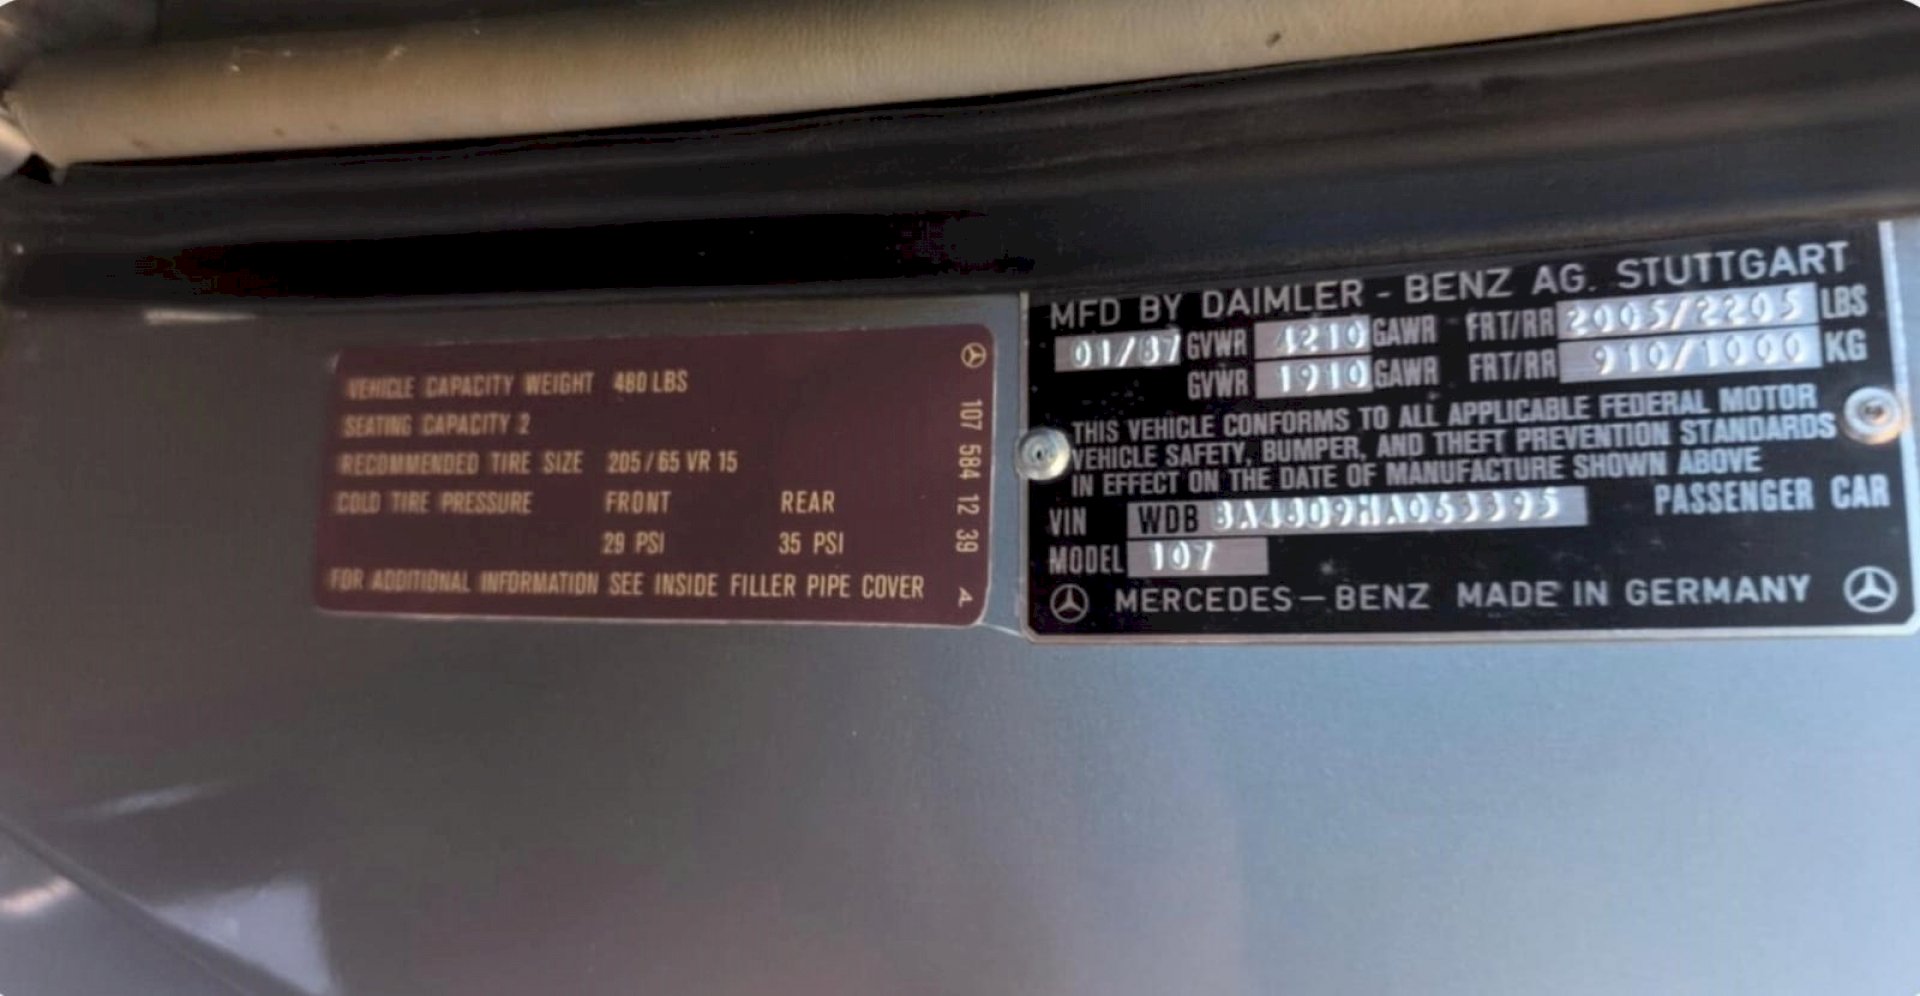 VEHICLE CAPACITY WEIGHT 480 LBS
SEATING CAPACITY 2
RECOMMENDED TIRE SIZE 205/65 VR 15
COLD TIRE PRESSURE FRONT REAR
29 PSI 35 PSI
FOR ADDITIONAL INFORMATION SEE INSIDE FILLER PIPE COVER
107 584 12 39 A
MFD BY DAIMLER - BENZ AG. STUTTGART
01/87 GVWR 4210 GAWR FRT/RR 2005/2205 LBS
GVWR 1910 GAWR FRT/RR 910/1000 KG
THIS VEHICLE CONFORMS TO ALL APPLICABLE FEDERAL MOTOR
VEHICLE SAFETY, BUMPER, AND THEFT PREVENTION STANDARDS
IN EFFECT ON THE DATE OF MANUFACTURE SHOWN ABOVE
VIN WDB PASSENGER CAR
MODEL 107
MERCEDES-BENZ MADE IN GERMANY